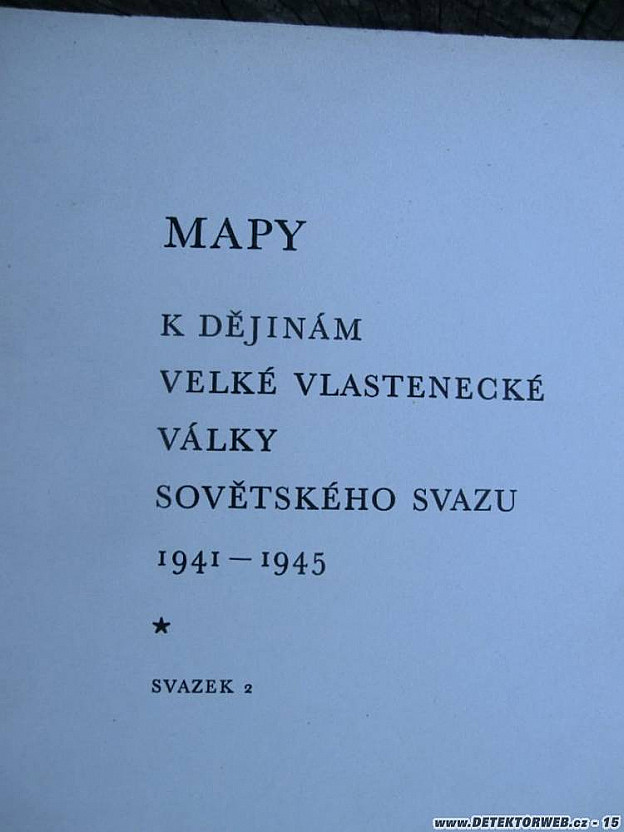 MAPY
K DĚJINÁM
VELKÉ VLASTENECKÉ
VÁLKY
SOVĚTSKÉHO SVAZU
1941 — 1945
★
SVAZEK 2
www.DETEKTORWEB.cz - 15